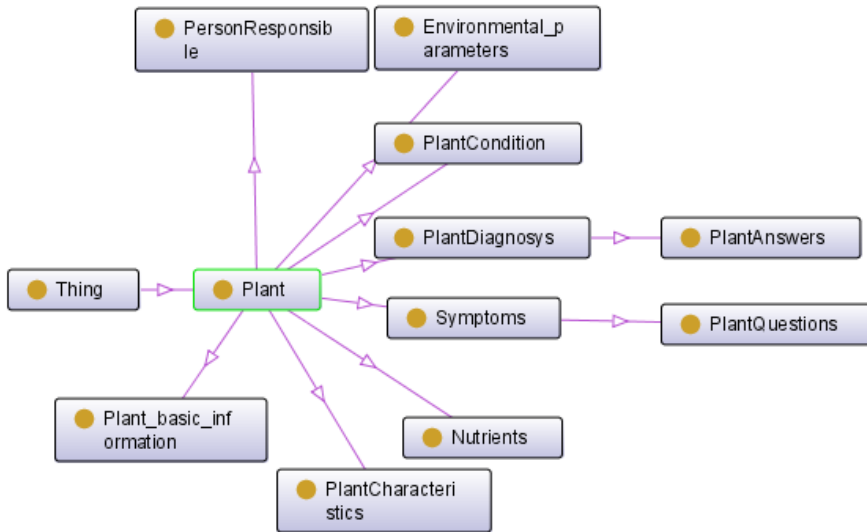 PersonResponsib
le
Environmental_p
arameters
PlantCondition
PlantDiagnosys
PlantAnswers
Thing
Plant
Symptoms
PlantQuestions
Plant_basic_inf
ormation
Nutrients
PlantCharacteri
stics